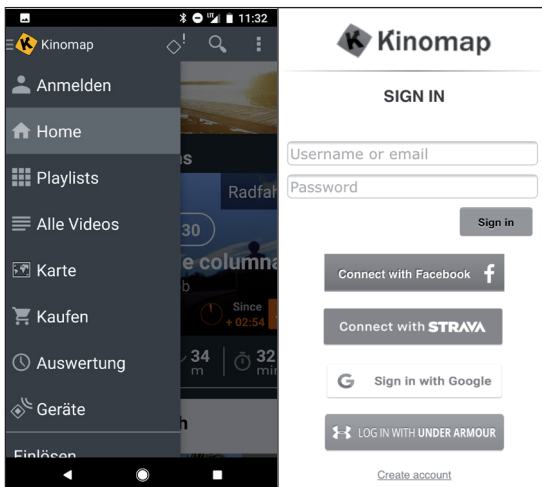 LTE 11:32
Kinomap
Anmelden
Home
Playlists
Alle Videos
Karte
Kaufen
Auswertung
Geräte
Einlösen
s
Radfah
30
e columna
b
Since
+ 02:54
34
m
32
min
h
Kinomap
SIGN IN
Username or email
Password
Sign in
Connect with Facebook f
Connect with STRAVA
G Sign in with Google
LOG IN WITH UNDER ARMOUR
Create account